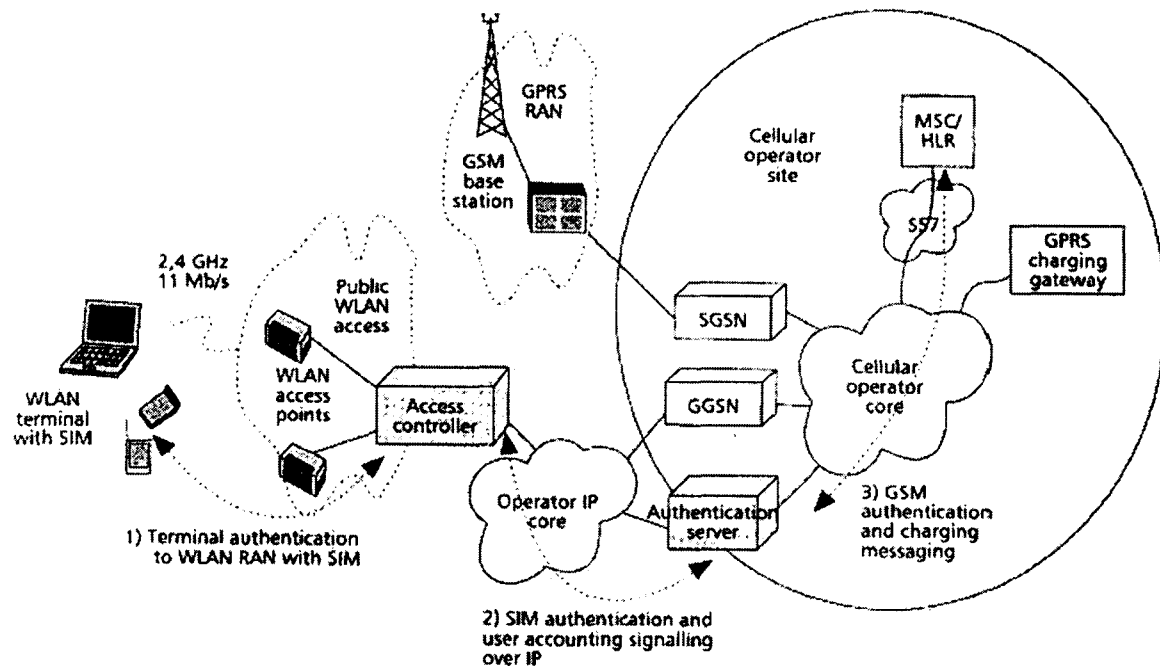 GPRS
RAN
GSM
base
station
Cellular
operator
site
MSC/
HLR
SS7
GPRS
charging
gateway
2,4 GHz
11 Mb/s
Public
WLAN
access
WLAN
access
points
WLAN
terminal
with SIM
Access
controller
SGSN
GGSN
Cellular
operator
core
Operator IP
core
Authentication
server
3) GSM
authentication
and charging
messaging
1) Terminal authentication
to WLAN RAN with SIM
2) SIM authentication and
user accounting signalling
over IP